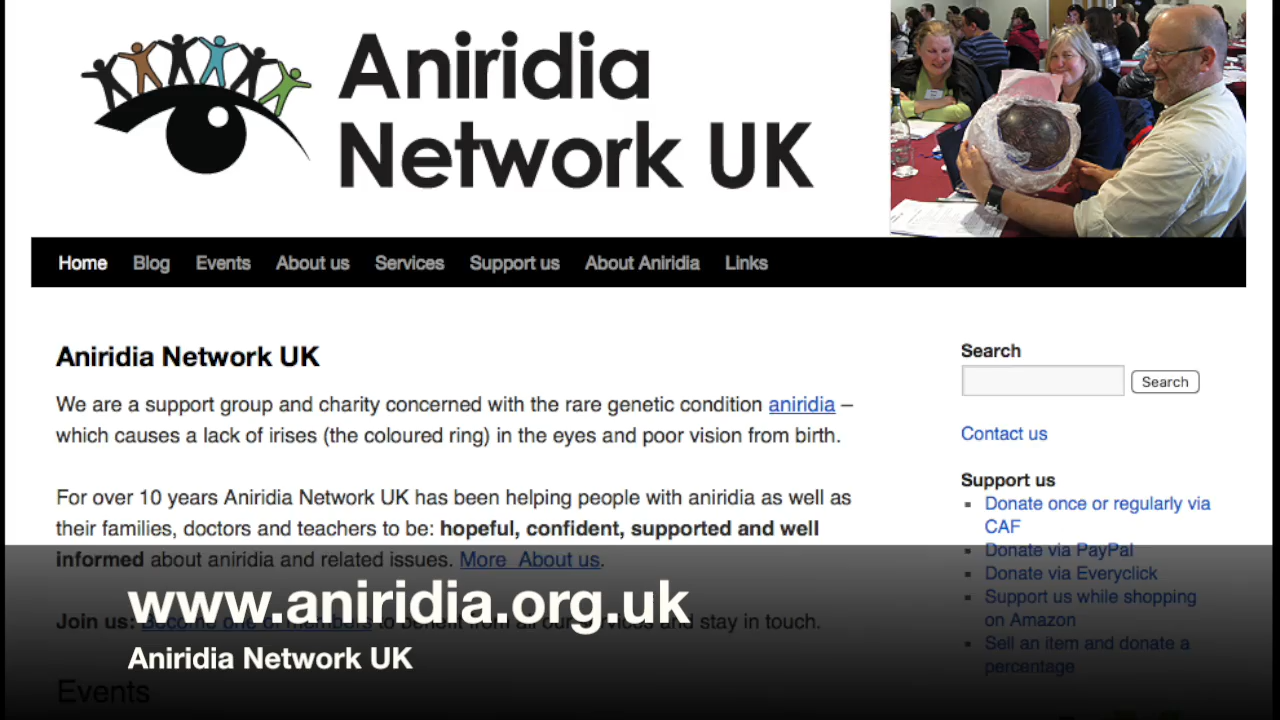 Aniridia
Network UK
Home Blog Events About us Services Support us About Aniridia Links
Aniridia Network UK
We are a support group and charity concerned with the rare genetic condition aniridia –
which causes a lack of irises (the coloured ring) in the eyes and poor vision from birth.
For over 10 years Aniridia Network UK has been helping people with aniridia as well as
their families, doctors and teachers to be: hopeful, confident, supported and well
informed about aniridia and related issues. More About us.
Join us: Become one of members to benefit from all our services and stay in touch.
Events
Search
Search
Contact us
Support us
Donate once or regularly via
CAF
Donate via PayPal
Donate via Everyclick
Support us while shopping
on Amazon
Sell an item and donate a
percentage
www.aniridia.org.uk
Aniridia Network UK